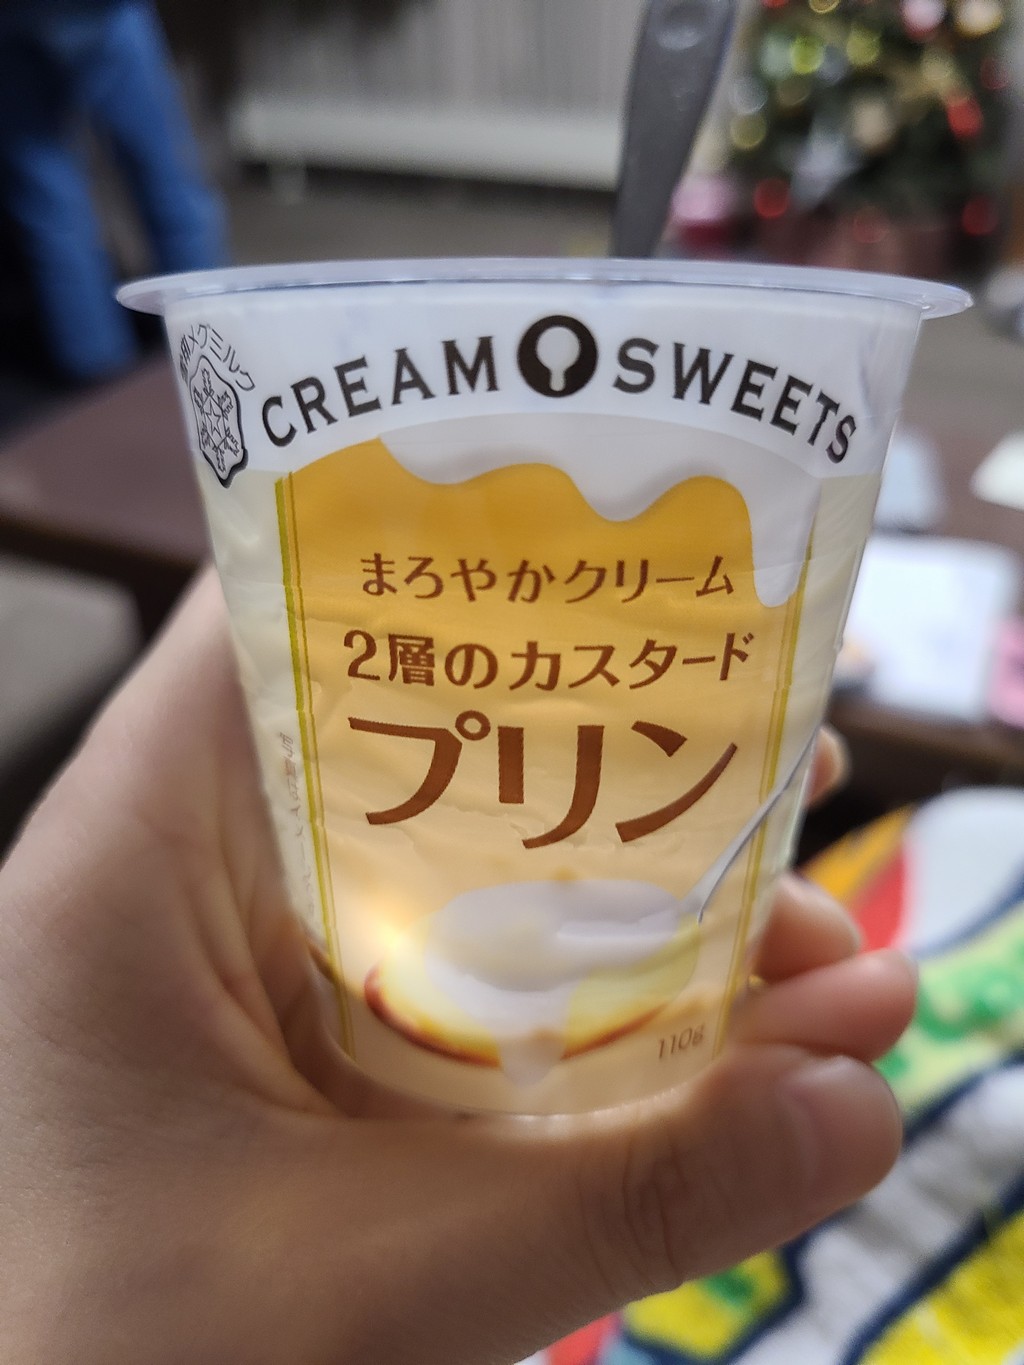 雪印メグミルク
CREAM SWEETS
まろやかクリーム
2層のカスタード
プリン
110g